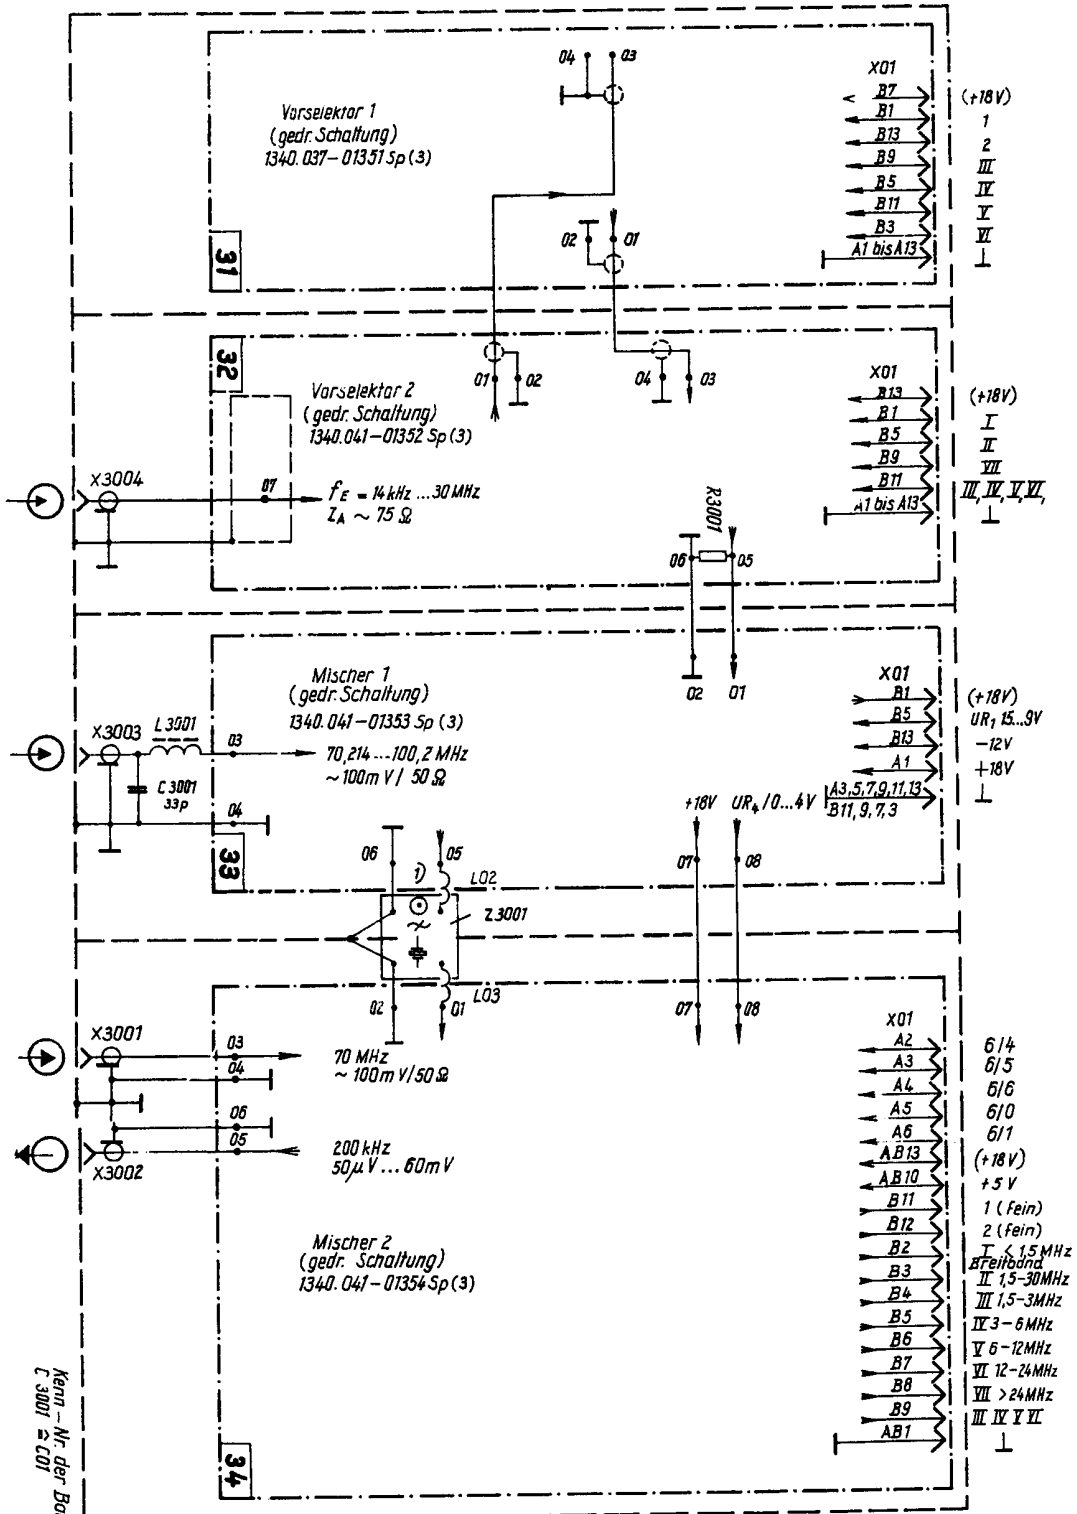 04
03
Vorselektor 1
(gedr. Schaltung)
1340.037-01351 Sp(3)
02
01
31
X01
B7 (+18V)
B1 1
B13 2
B9 III
B5 IV
B11 V
B3 VI
A1 bis A13 ⊥
32
01
02
04
03
Vorselektor 2
(gedr. Schaltung)
1340.041-01352 Sp(3)
X3004
07
fE = 14 kHz ... 30 MHz
ZA ~ 75 Ω
X01
B13 (+18V)
B1 I
B5 II
B9 VII
B11 III, IV, V, VI,
A1 bis A13 ⊥
R3001
06
05
02
01
Mischer 1
(gedr. Schaltung)
1340.041-01353 Sp (3)
X3003
L3001
03
70,214...100,2 MHz
~ 100 mV / 50 Ω
C3001
33p
04
33
X01
B1 (+18V)
B5 UR1 15...9V
B13 -12V
A1 +18V
A3,5,7,9,11,13 ⊥
B11, 9, 7, 3
+18V
UR4/0...4V
06
05
07
08
1)
L02
Z3001
L03
02
01
07
08
X3001
03
70 MHz
~ 100 mV/50 Ω
04
06
05
X3002
200 kHz
50 µV ... 60 mV
Mischer 2
(gedr. Schaltung)
1340.041-01354 Sp(3)
34
X01
A2 6/4
A3 6/5
A4 6/6
A5 6/0
A6 6/1
AB13 (+18V)
AB10 +5V
B11 1 (fein)
B12 2 (fein)
B2 I < 1,5 MHz
Breitband
B3 II 1,5-30MHz
B4 III 1,5-3MHz
B5 IV 3-6MHz
B6 V 6-12MHz
B7 VI 12-24MHz
B8 VII >24MHz
B9 III IV V VI
AB1 ⊥
Kenn-Nr. der
C 3001 ≙ C01